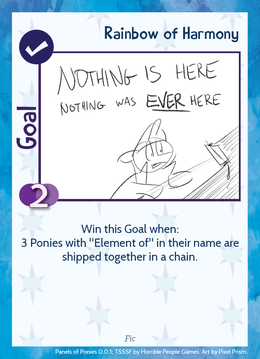 Rainbow of Harmony
NOTHING IS HERE
NOTHING WAS EVER HERE
Goal
2
Win this Goal when:
3 Ponies with "Element of" in their name are
shipped together in a chain.
Fic
Panels of Ponies 0.0.1; TSSSF by Horrible People Games. Art by Pixel Prism.